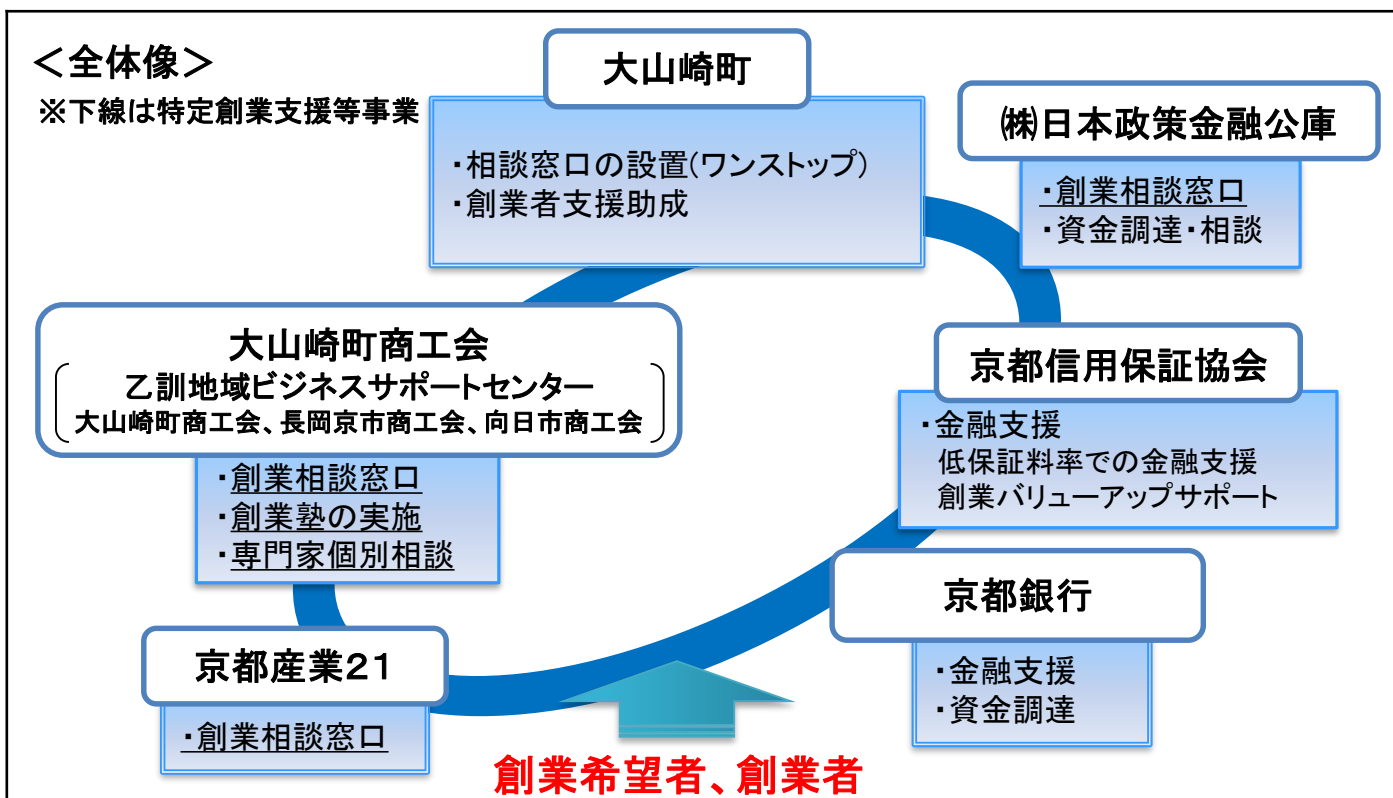 ＜全体像＞
※下線は特定創業支援等事業
大山崎町
・相談窓口の設置(ワンストップ)
・創業者支援助成
㈱日本政策金融公庫
・創業相談窓口
・資金調達・相談
大山崎町商工会
乙訓地域ビジネスサポートセンター
大山崎町商工会、長岡京市商工会、向日市商工会
・創業相談窓口
・創業塾の実施
・専門家個別相談
京都信用保証協会
・金融支援
低保証料率での金融支援
創業バリューアップサポート
京都銀行
・金融支援
・資金調達
京都産業２１
・創業相談窓口
創業希望者、創業者